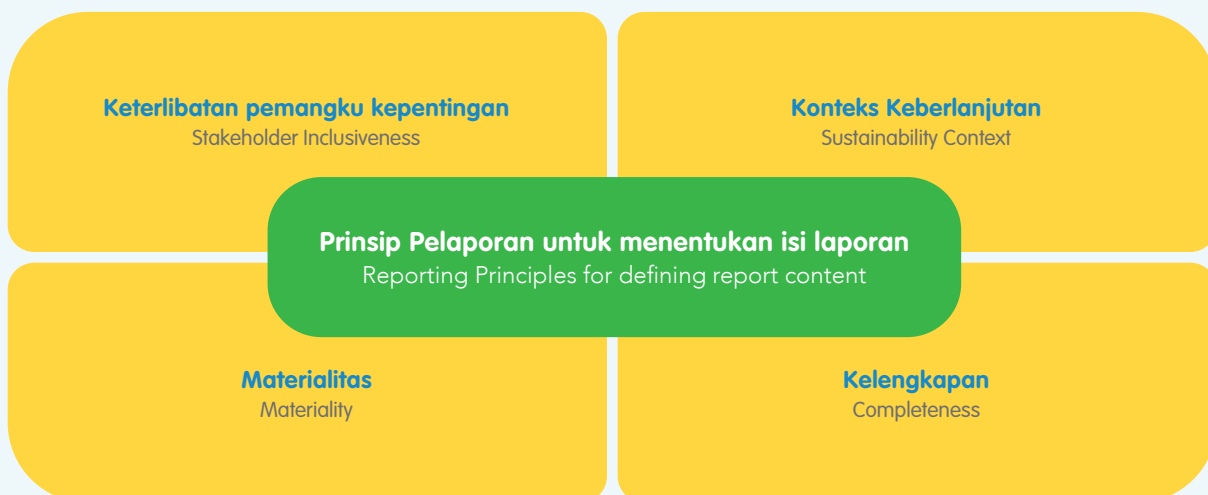 Keterlibatan pemangku kepentingan
Stakeholder Inclusiveness
Konteks Keberlanjutan
Sustainability Context
Prinsip Pelaporan untuk menentukan isi laporan
Reporting Principles for defining report content
Materialitas
Materiality
Kelengkapan
Completeness